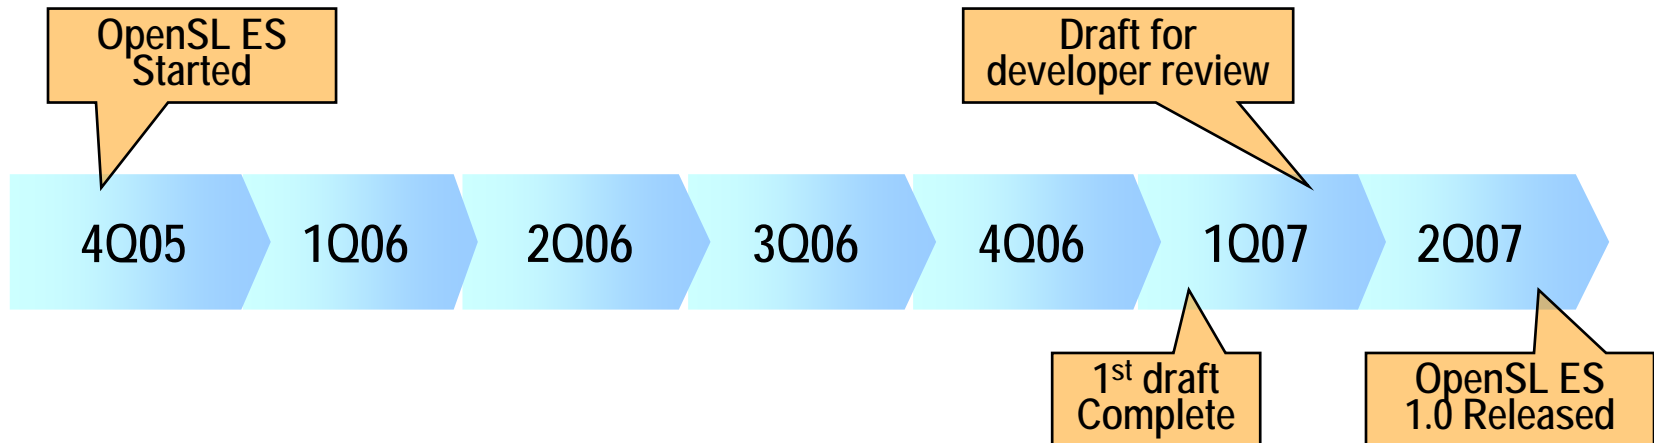 OpenSL ES
Started
Draft for
developer review
4Q05
1Q06
2Q06
3Q06
4Q06
1Q07
2Q07
1st draft
Complete
OpenSL ES
1.0 Released